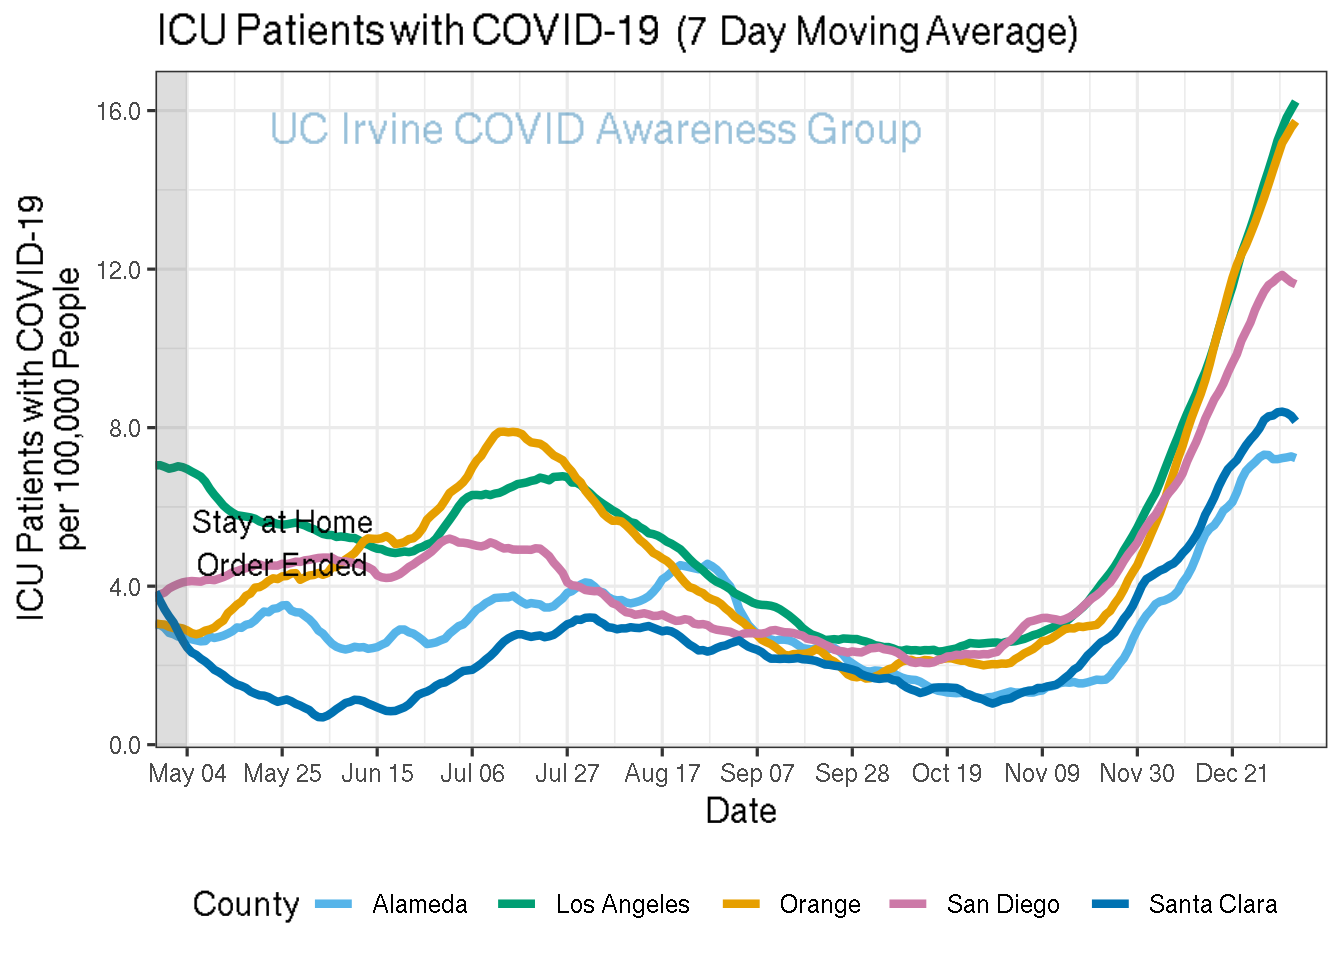 ICU Patients with COVID-19 (7 Day Moving Average)
UC Irvine COVID Awareness Group
ICU Patients with COVID-19
per 100,000 People
16.0
12.0
8.0
4.0
0.0
Stay at Home
Order Ended
May 04 May 25 Jun 15 Jul 06 Jul 27 Aug 17 Sep 07 Sep 28 Oct 19 Nov 09 Nov 30 Dec 21
Date
County Alameda Los Angeles Orange San Diego Santa Clara